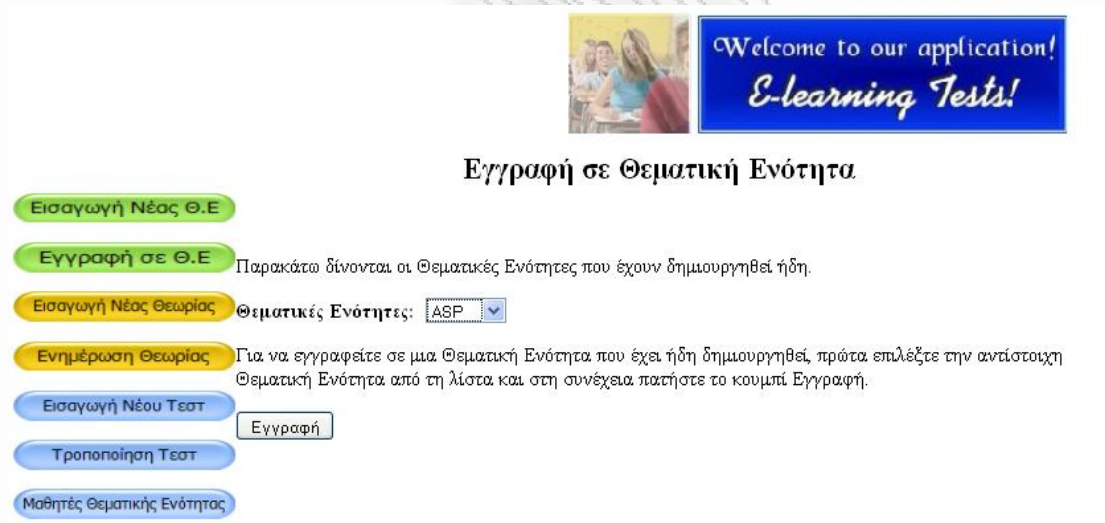 Welcome to our application!
E-learning Tests!
Εγγραφή σε Θεματική Ενότητα
Εισαγωγή Νέας Θ.Ε
Εγγραφή σε Θ.Ε
Εισαγωγή Νέας Θεωρίας
Ενημέρωση Θεωρίας
Εισαγωγή Νέου Τεστ
Τροποποίηση Τεστ
Μαθητές Θεματικής Ενότητας
Παρακάτω δίνονται οι Θεματικές Ενότητες που έχουν δημιουργηθεί ήδη.
Θεματικές Ενότητες: ASP
Για να εγγραφείτε σε μια Θεματική Ενότητα που έχει ήδη δημιουργηθεί, πρώτα επιλέξτε την αντίστοιχη
Θεματική Ενότητα από τη λίστα και στη συνέχεια πατήστε το κουμπί Εγγραφή.
Εγγραφή